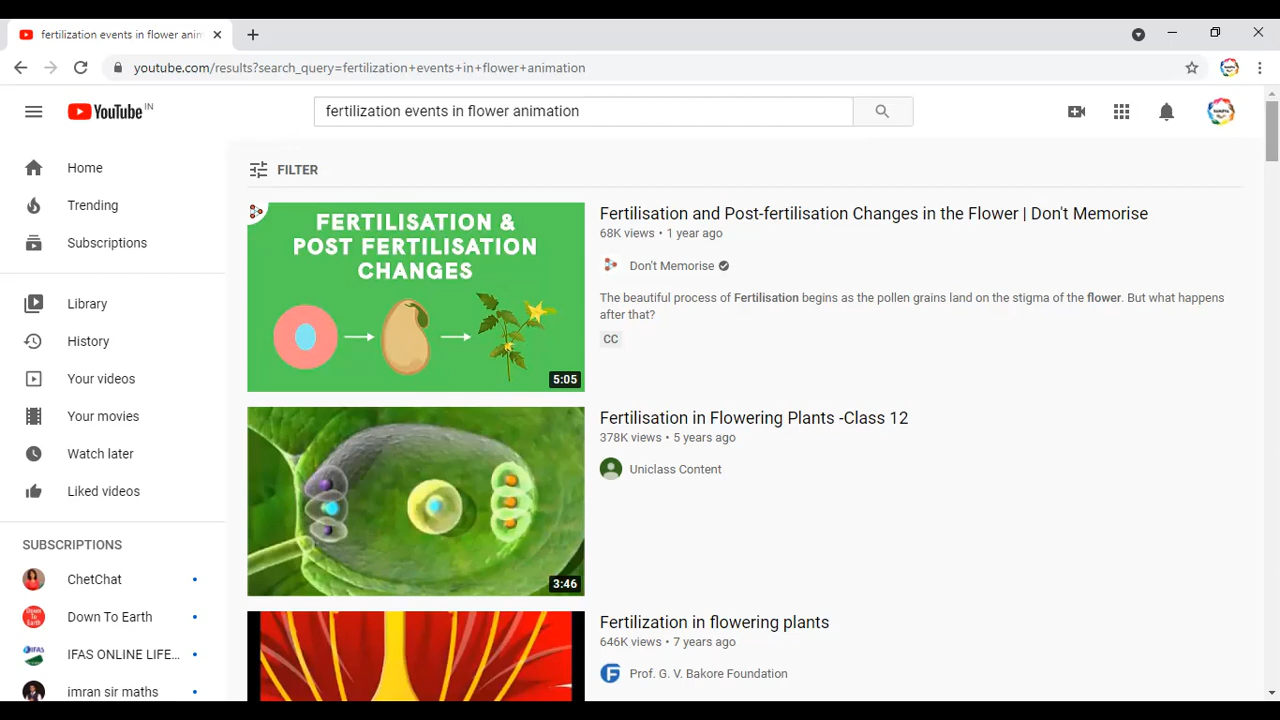 fertilization events in flower anim
youtube.com/results?search_query=fertilization+events+in+flower+animation
YouTube IN
fertilization events in flower animation
Home
Trending
Subscriptions
Library
History
Your videos
Your movies
Watch later
Liked videos
SUBSCRIPTIONS
ChetChat
Down To Earth
IFAS ONLINE LIFE...
imran sir maths
FILTER
FERTILISATION &
POST FERTILISATION
CHANGES
5:05
Fertilisation and Post-fertilisation Changes in the Flower | Don't Memorise
68K views • 1 year ago
Don't Memorise
The beautiful process of Fertilisation begins as the pollen grains land on the stigma of the flower. But what happens
after that?
CC
3:46
Fertilisation in Flowering Plants -Class 12
378K views • 5 years ago
Uniclass Content
Fertilization in flowering plants
646K views • 7 years ago
Prof. G. V. Bakore Foundation